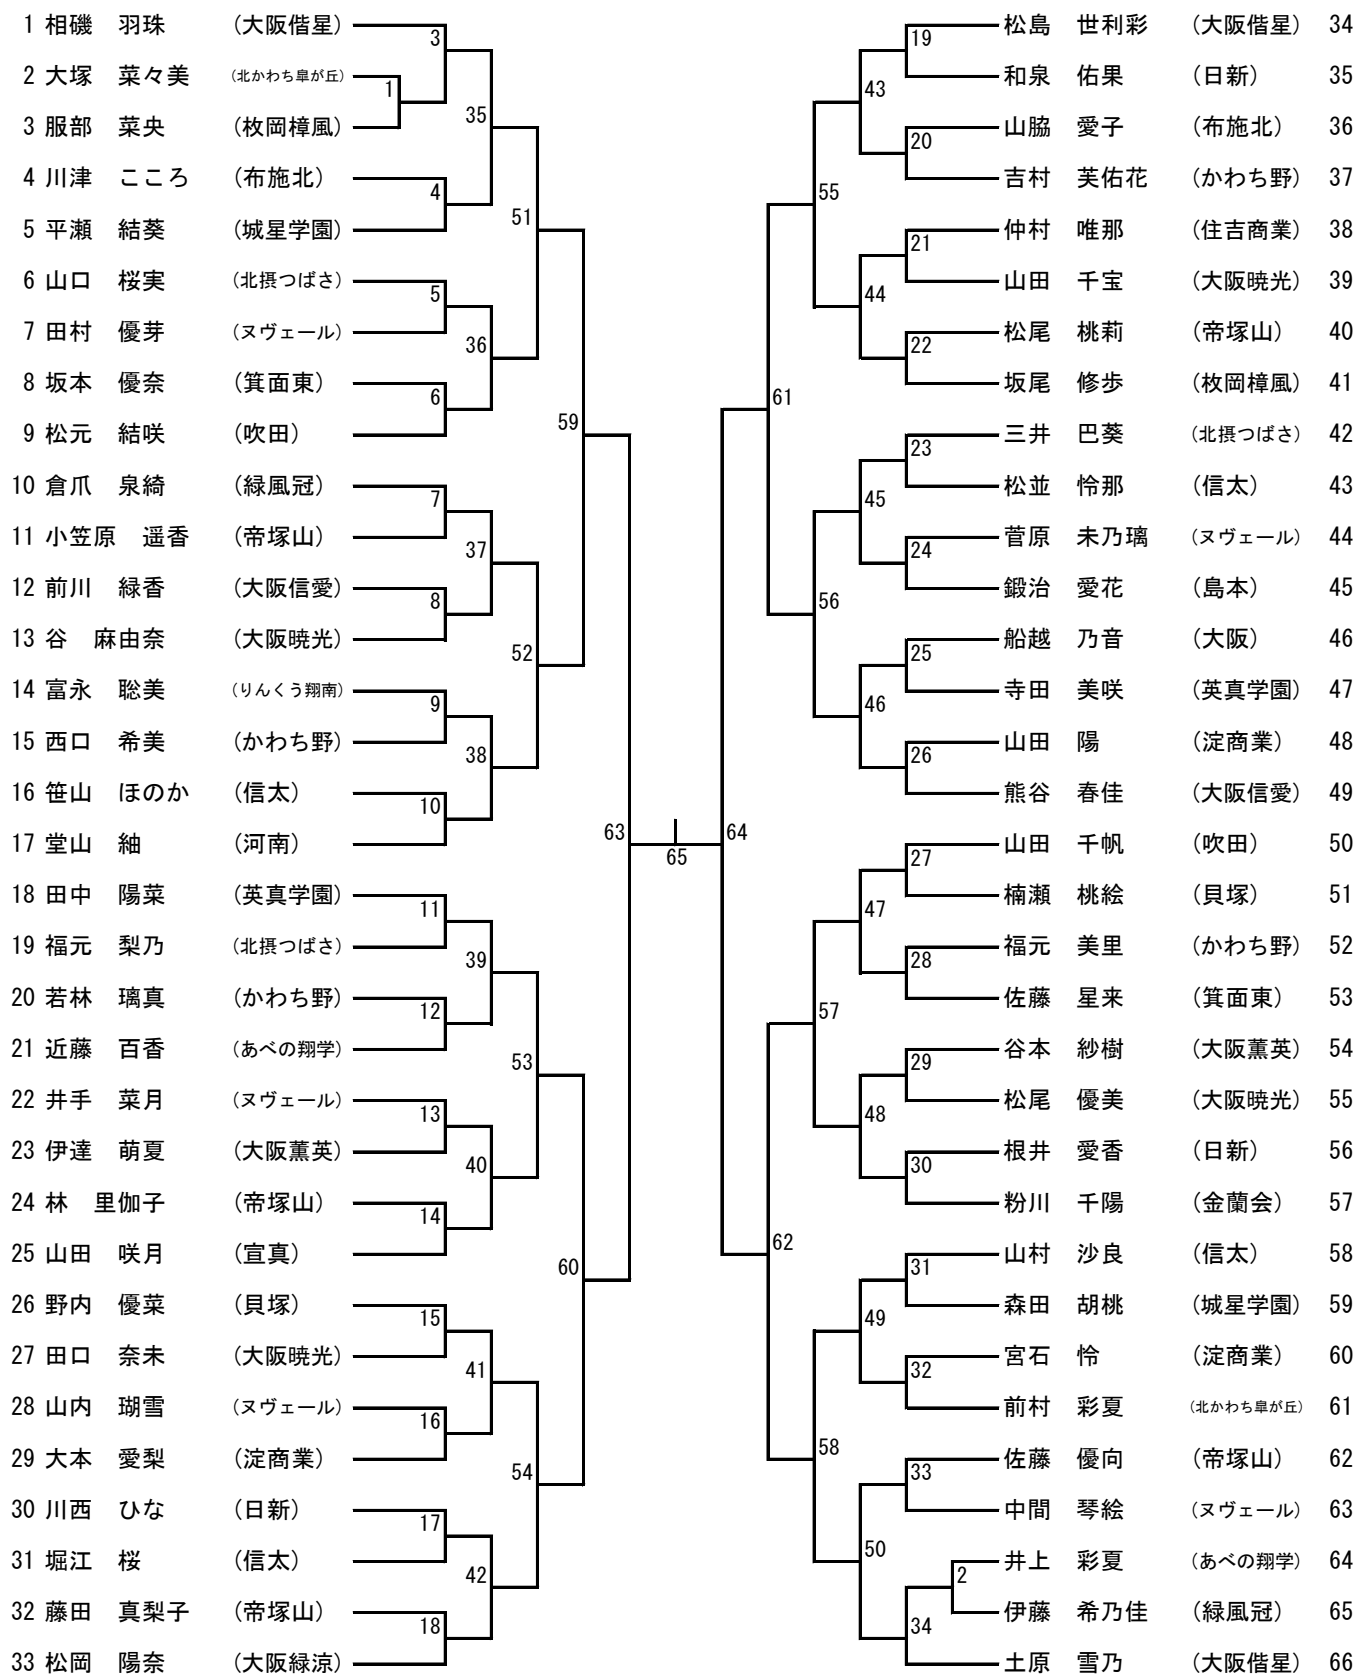 1 相磯　羽珠　(大阪偕星)
2 大塚　菜々美　(北かわち皐が丘)
3 服部　菜央　(枚岡樟風)
4 川津　こころ　(布施北)
5 平瀬　結葵　(城星学園)
6 山口　桜実　(北摂つばさ)
7 田村　優芽　(ヌヴェール)
8 坂本　優奈　(箕面東)
9 松元　結咲　(吹田)
10 倉爪　泉綺　(緑風冠)
11 小笠原　遥香　(帝塚山)
12 前川　緑香　(大阪信愛)
13 谷　麻由奈　(大阪暁光)
14 富永　聡美　(りんくう翔南)
15 西口　希美　(かわち野)
16 笹山　ほのか　(信太)
17 堂山　紬　(河南)
18 田中　陽菜　(英真学園)
19 福元　梨乃　(北摂つばさ)
20 若林　璃真　(かわち野)
21 近藤　百香　(あべの翔学)
22 井手　菜月　(ヌヴェール)
23 伊達　萌夏　(大阪薫英)
24 林　里伽子　(帝塚山)
25 山田　咲月　(宣真)
26 野内　優菜　(貝塚)
27 田口　奈未　(大阪暁光)
28 山内　瑚雪　(ヌヴェール)
29 大本　愛梨　(淀商業)
30 川西　ひな　(日新)
31 堀江　桜　(信太)
32 藤田　真梨子　(帝塚山)
33 松岡　陽奈　(大阪緑涼)
3
1
4
5
6
7
8
9
10
11
12
13
14
15
16
17
18
35
36
37
38
39
40
41
42
51
52
53
54
59
60
63
65
64
61
62
55
56
57
58
43
44
45
46
47
48
49
50
19
20
21
22
23
24
25
26
27
28
29
30
31
32
33
2
34
松島　世利彩　(大阪偕星)　34
和泉　佑果　(日新)　35
山脇　愛子　(布施北)　36
吉村　芙佑花　(かわち野)　37
仲村　唯那　(住吉商業)　38
山田　千宝　(大阪暁光)　39
松尾　桃莉　(帝塚山)　40
坂尾　修歩　(枚岡樟風)　41
三井　巴葵　(北摂つばさ)　42
松並　怜那　(信太)　43
菅原　未乃璃　(ヌヴェール)　44
鍛治　愛花　(島本)　45
船越　乃音　(大阪)　46
寺田　美咲　(英真学園)　47
山田　陽　(淀商業)　48
熊谷　春佳　(大阪信愛)　49
山田　千帆　(吹田)　50
楠瀬　桃絵　(貝塚)　51
福元　美里　(かわち野)　52
佐藤　星来　(箕面東)　53
谷本　紗樹　(大阪薫英)　54
松尾　優美　(大阪暁光)　55
根井　愛香　(日新)　56
粉川　千陽　(金蘭会)　57
山村　沙良　(信太)　58
森田　胡桃　(城星学園)　59
宮石　怜　(淀商業)　60
前村　彩夏　(北かわち皐が丘)　61
佐藤　優向　(帝塚山)　62
中間　琴絵　(ヌヴェール)　63
井上　彩夏　(あべの翔学)　64
伊藤　希乃佳　(緑風冠)　65
土原　雪乃　(大阪偕星)　66